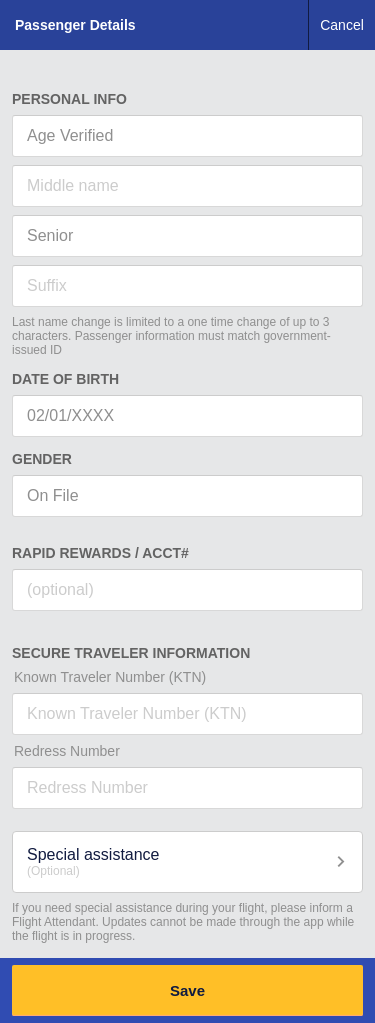 Passenger Details
Cancel
PERSONAL INFO
Age Verified
Middle name
Senior
Suffix
Last name change is limited to a one time change of up to 3
characters. Passenger information must match government-
issued ID
DATE OF BIRTH
02/01/XXXX
GENDER
On File
RAPID REWARDS / ACCT#
(optional)
SECURE TRAVELER INFORMATION
Known Traveler Number (KTN)
Known Traveler Number (KTN)
Redress Number
Redress Number
Special assistance
(Optional)
If you need special assistance during your flight, please inform a
Flight Attendant. Updates cannot be made through the app while
the flight is in progress.
Save